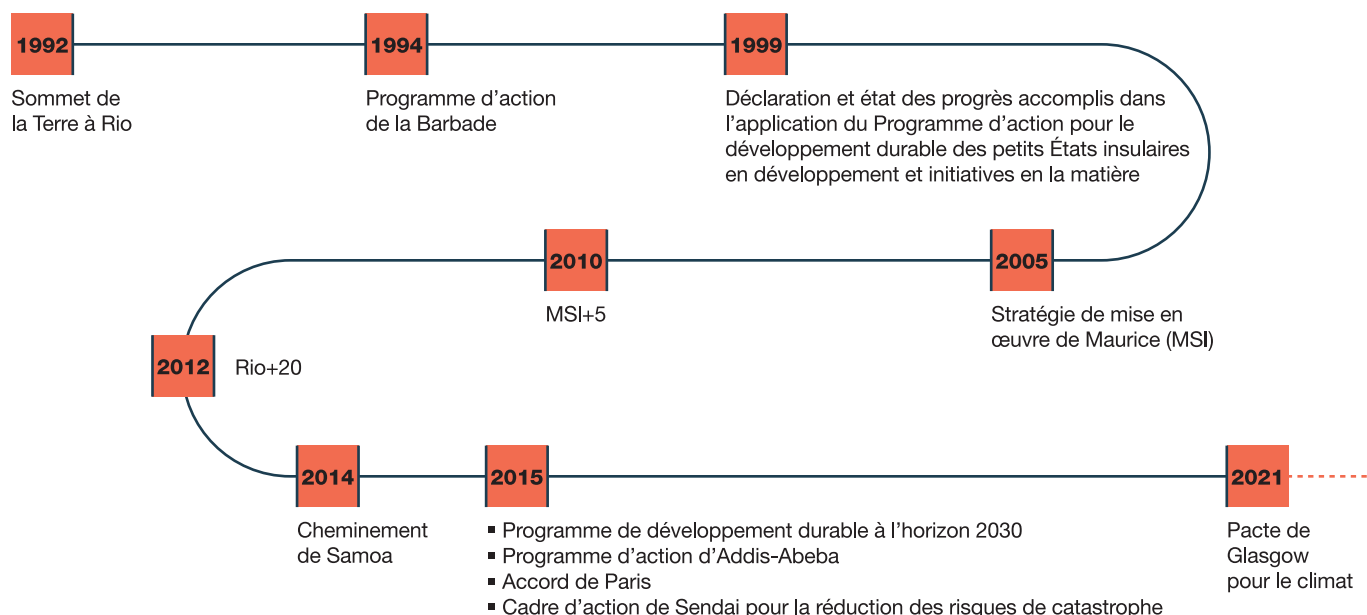 1992
Sommet de
la Terre à Rio
1994
Programme d’action
de la Barbade
1999
Déclaration et état des progrès accomplis dans
l’application du Programme d’action pour le
développement durable des petits États insulaires
en développement et initiatives en la matière
2005
Stratégie de mise en
œuvre de Maurice (MSI)
2010
MSI+5
2012
Rio+20
2014
Cheminement
de Samoa
2015
▪ Programme de développement durable à l’horizon 2030
▪ Programme d’action d’Addis-Abeba
▪ Accord de Paris
▪ Cadre d’action de Sendai pour la réduction des risques de catastrophe
2021
Pacte de
Glasgow
pour le climat